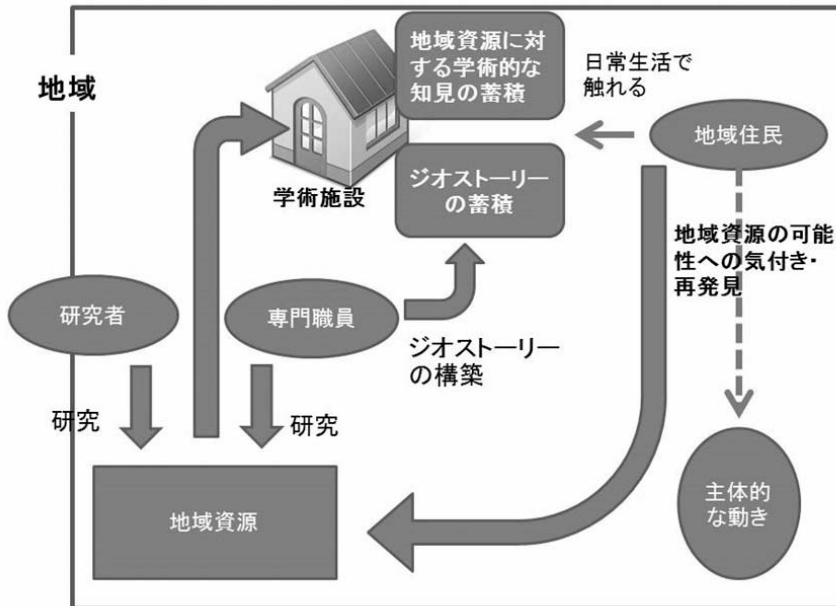 地域
地域資源に対
する学術的な
知見の蓄積
日常生活で
触れる
地域住民
学術施設
ジオストーリー
の蓄積
地域資源の可能
性への気付き・
再発見
研究者
専門職員
ジオストーリー
の構築
研究
研究
地域資源
主体的
な動き